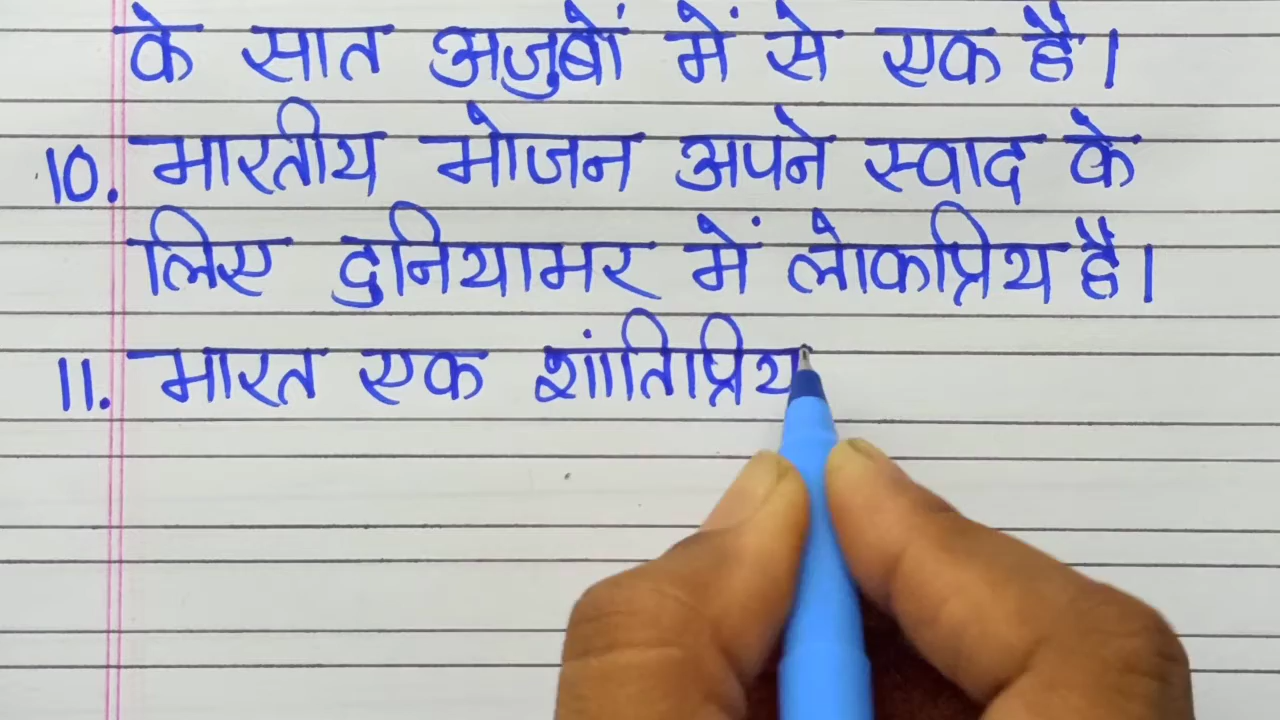 के सात अजुबों में से एक है।
10. भारतीय भोजन अपने स्वाद के
लिए दुनियाभर में लोकप्रिय है।
11. भारत एक शांतिप्रिय